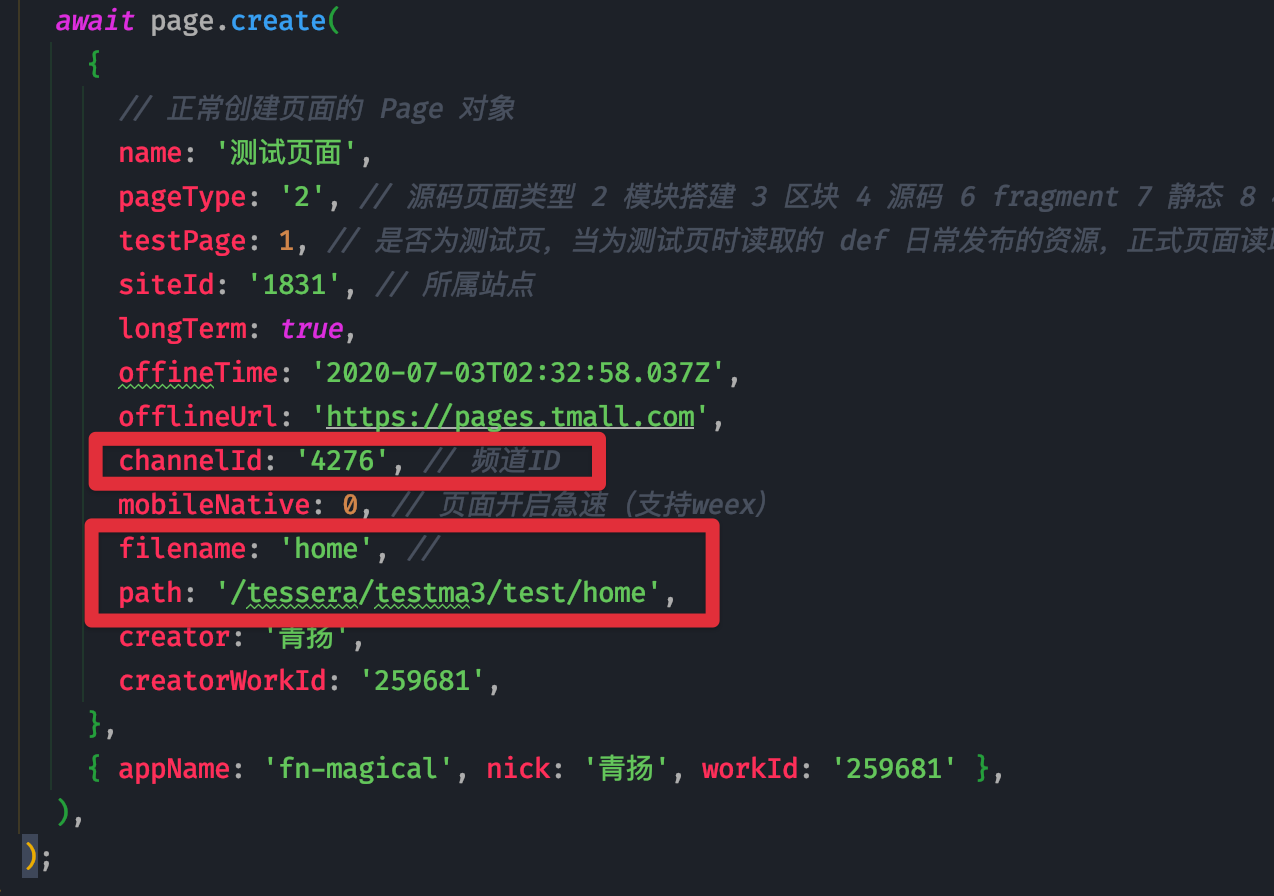 await page.create(
{
// 正常创建页面的 Page 对象
name: '测试页面',
pageType: '2', // 源码页面类型 2 模块搭建 3 区块 4 源码 6 fragment 7 静态 8
testPage: 1, // 是否为测试页, 当为测试页时读取的 def 日常发布的资源, 正式页面读
siteId: '1831', // 所属站点
longTerm: true,
offineTime: '2020-07-03T02:32:58.037Z',
offlineUrl: 'https://pages.tmall.com',
channelId: '4276', // 频道ID
mobileNative: 0, // 页面开启急速 (支持weex)
filename: 'home', //
path: '/tessera/testma3/test/home',
creator: '青扬',
creatorWorkId: '259681',
},
{ appName: 'fn-magical', nick: '青扬', workId: '259681' },
),
);